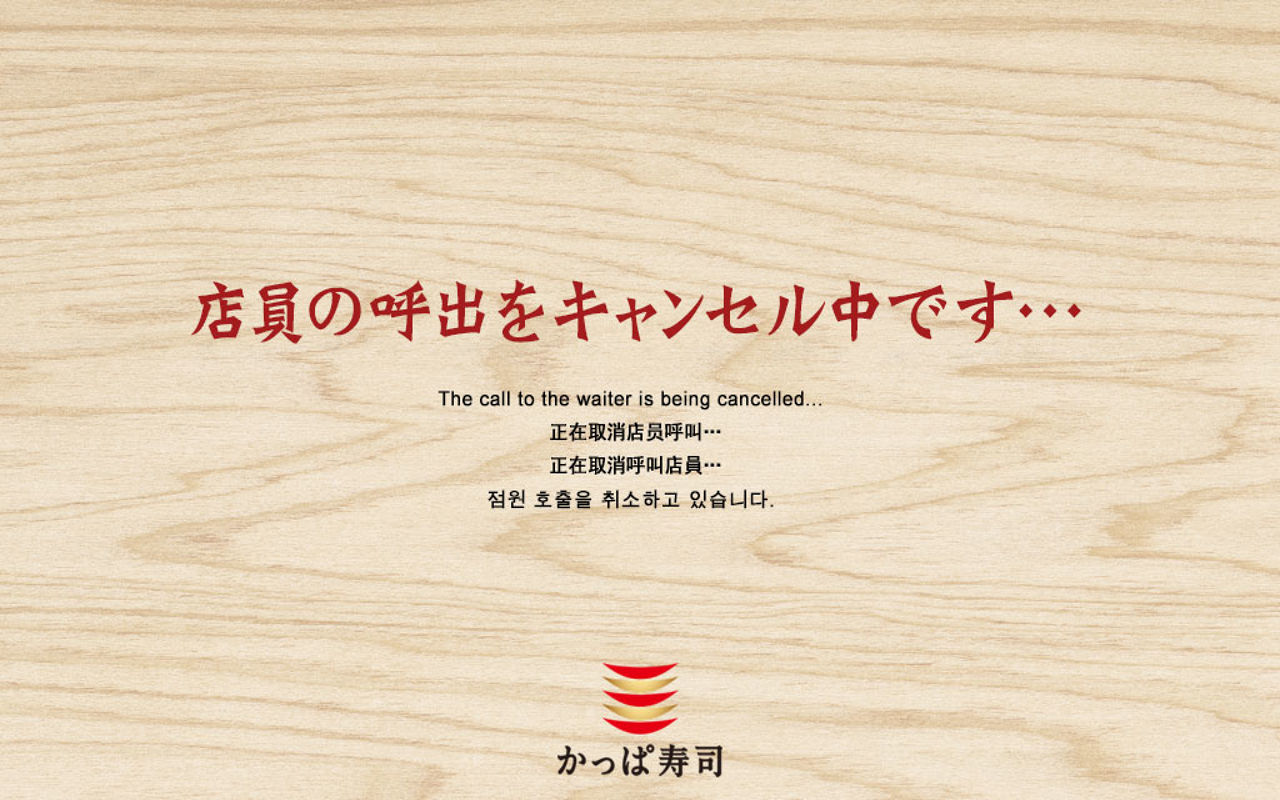 店員の呼出をキャンセル中です…
The call to the waiter is being cancelled...
正在取消店员呼叫…
正在取消呼叫店員…
점원 호출을 취소하고 있습니다.
かっぱ寿司